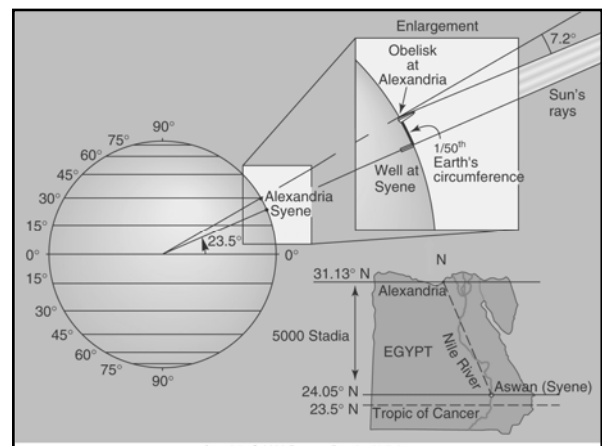 Enlargement
7.2°
Obelisk
at
Alexandria
Sun's
rays
1/50th
Earth's
circumference
Well at
Syene
90°
75°
60°
45°
30°
15°
0°
15°
30°
45°
60°
75°
90°
Alexandria
Syene
23.5°
0°
N
31.13° N
Alexandria
5000 Stadia
EGYPT
Nile River
Aswan (Syene)
24.05° N
23.5° N
Tropic of Cancer